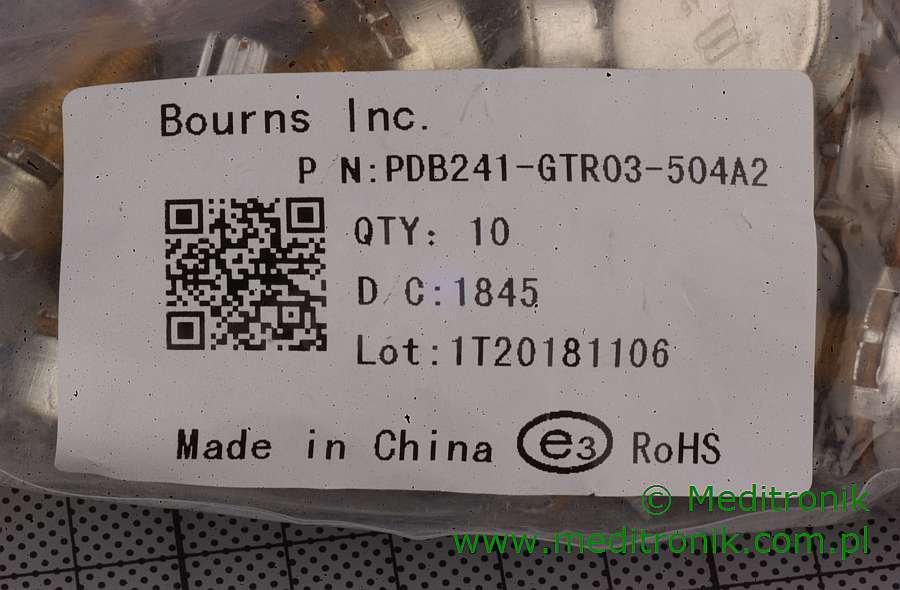 Bourns Inc.
P N:PDB241-GTR03-504A2
QTY: 10
D C:1845
Lot:1T20181106
Made in China e3 RoHS
© Meditronik
www.meditronik.com.pl